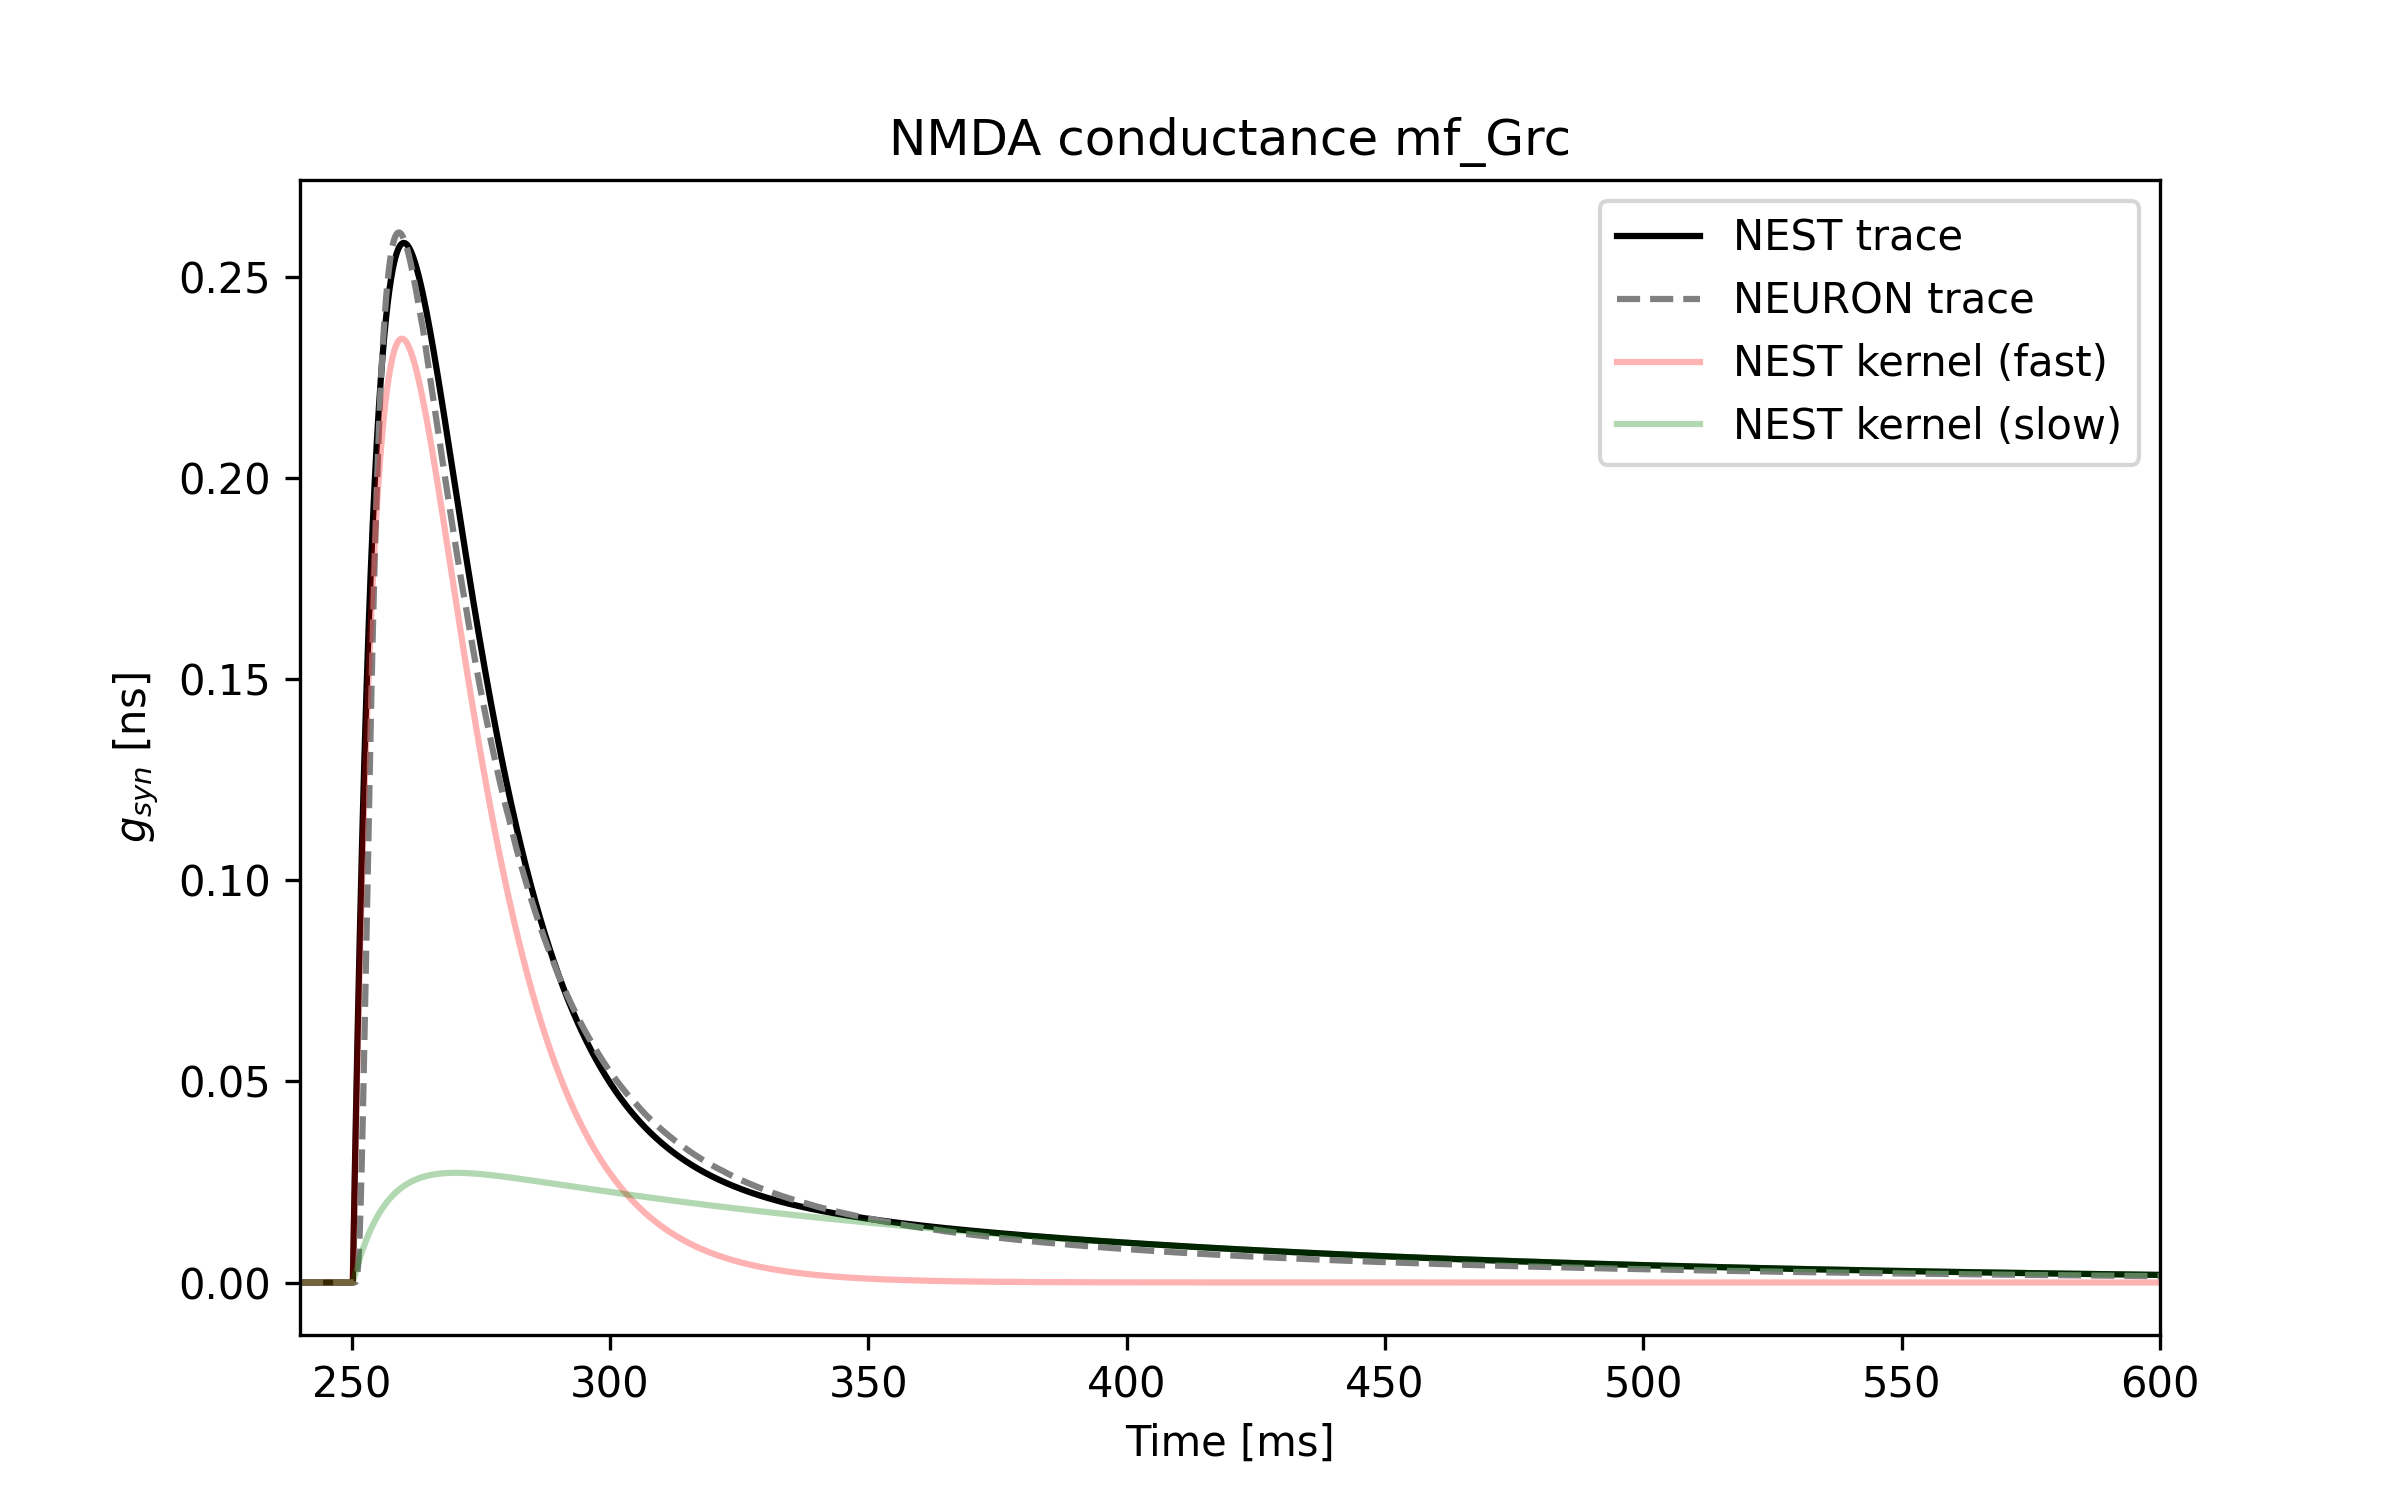 NMDA conductance mf_Grc
NEST trace
NEURON trace
NEST kernel (fast)
NEST kernel (slow)
0.25
0.20
0.15
0.10
0.05
0.00
gsyn [ns]
250 300 350 400 450 500 550 600
Time [ms]